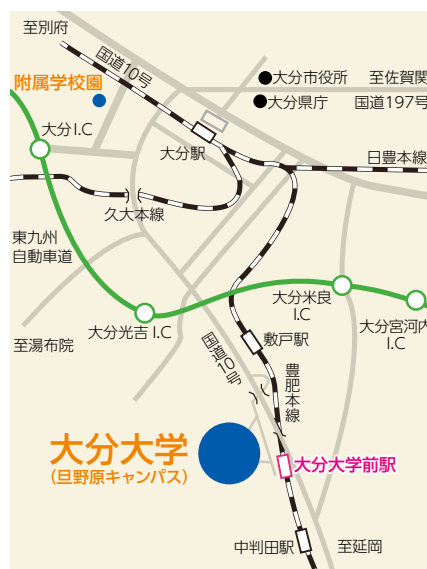 至別府
国道10号
附属学校園
大分市役所
至佐賀関
大分県庁
国道197号
大分I.C
大分駅
日豊本線
久大本線
東九州
自動車道
大分米良
I.C
大分宮河内
I.C
大分光吉I.C
至湯布院
敷戸駅
国道10号
豊肥本線
大分大学
(旦野原キャンパス)
大分大学前駅
中判田駅
至延岡